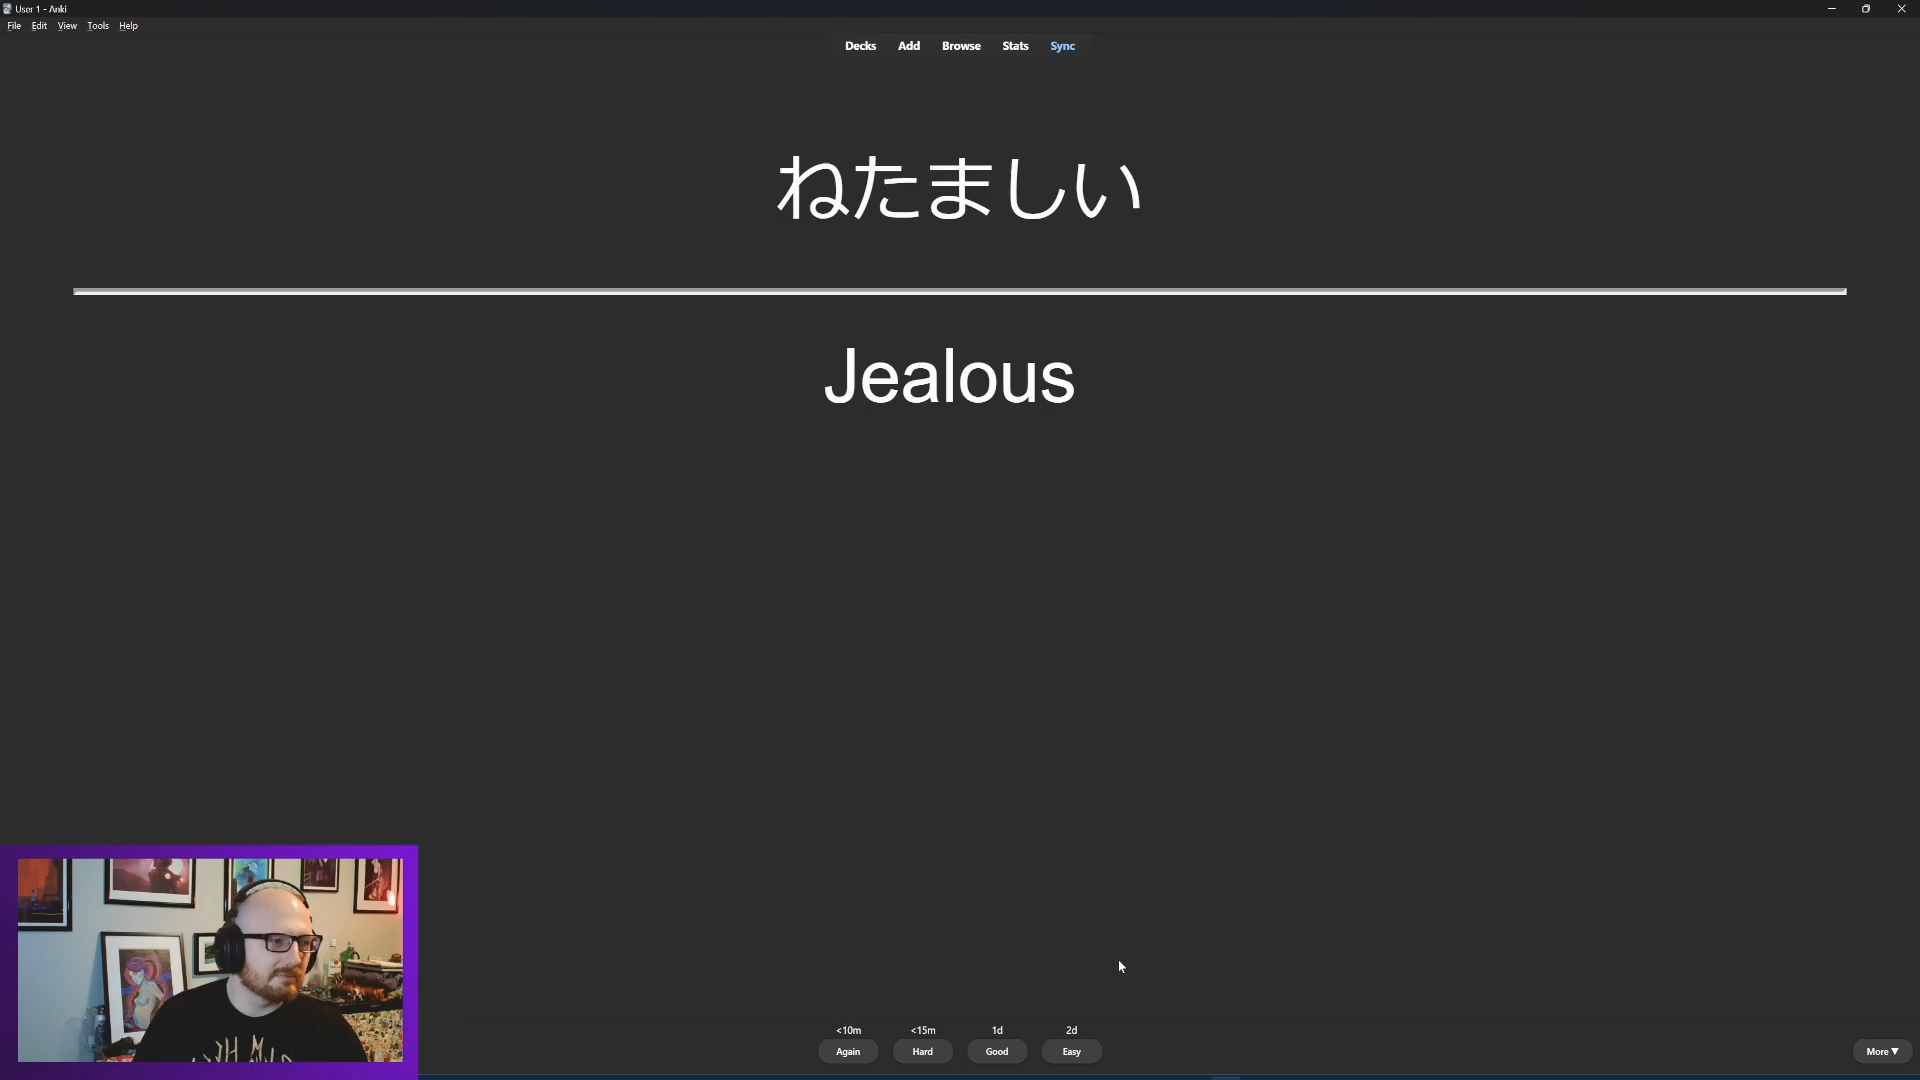 User 1 - Anki
File Edit View Tools Help
Decks Add Browse Stats Sync
ねたましい
Jealous
<10m <15m 1d 2d
Again Hard Good Easy
More ▼